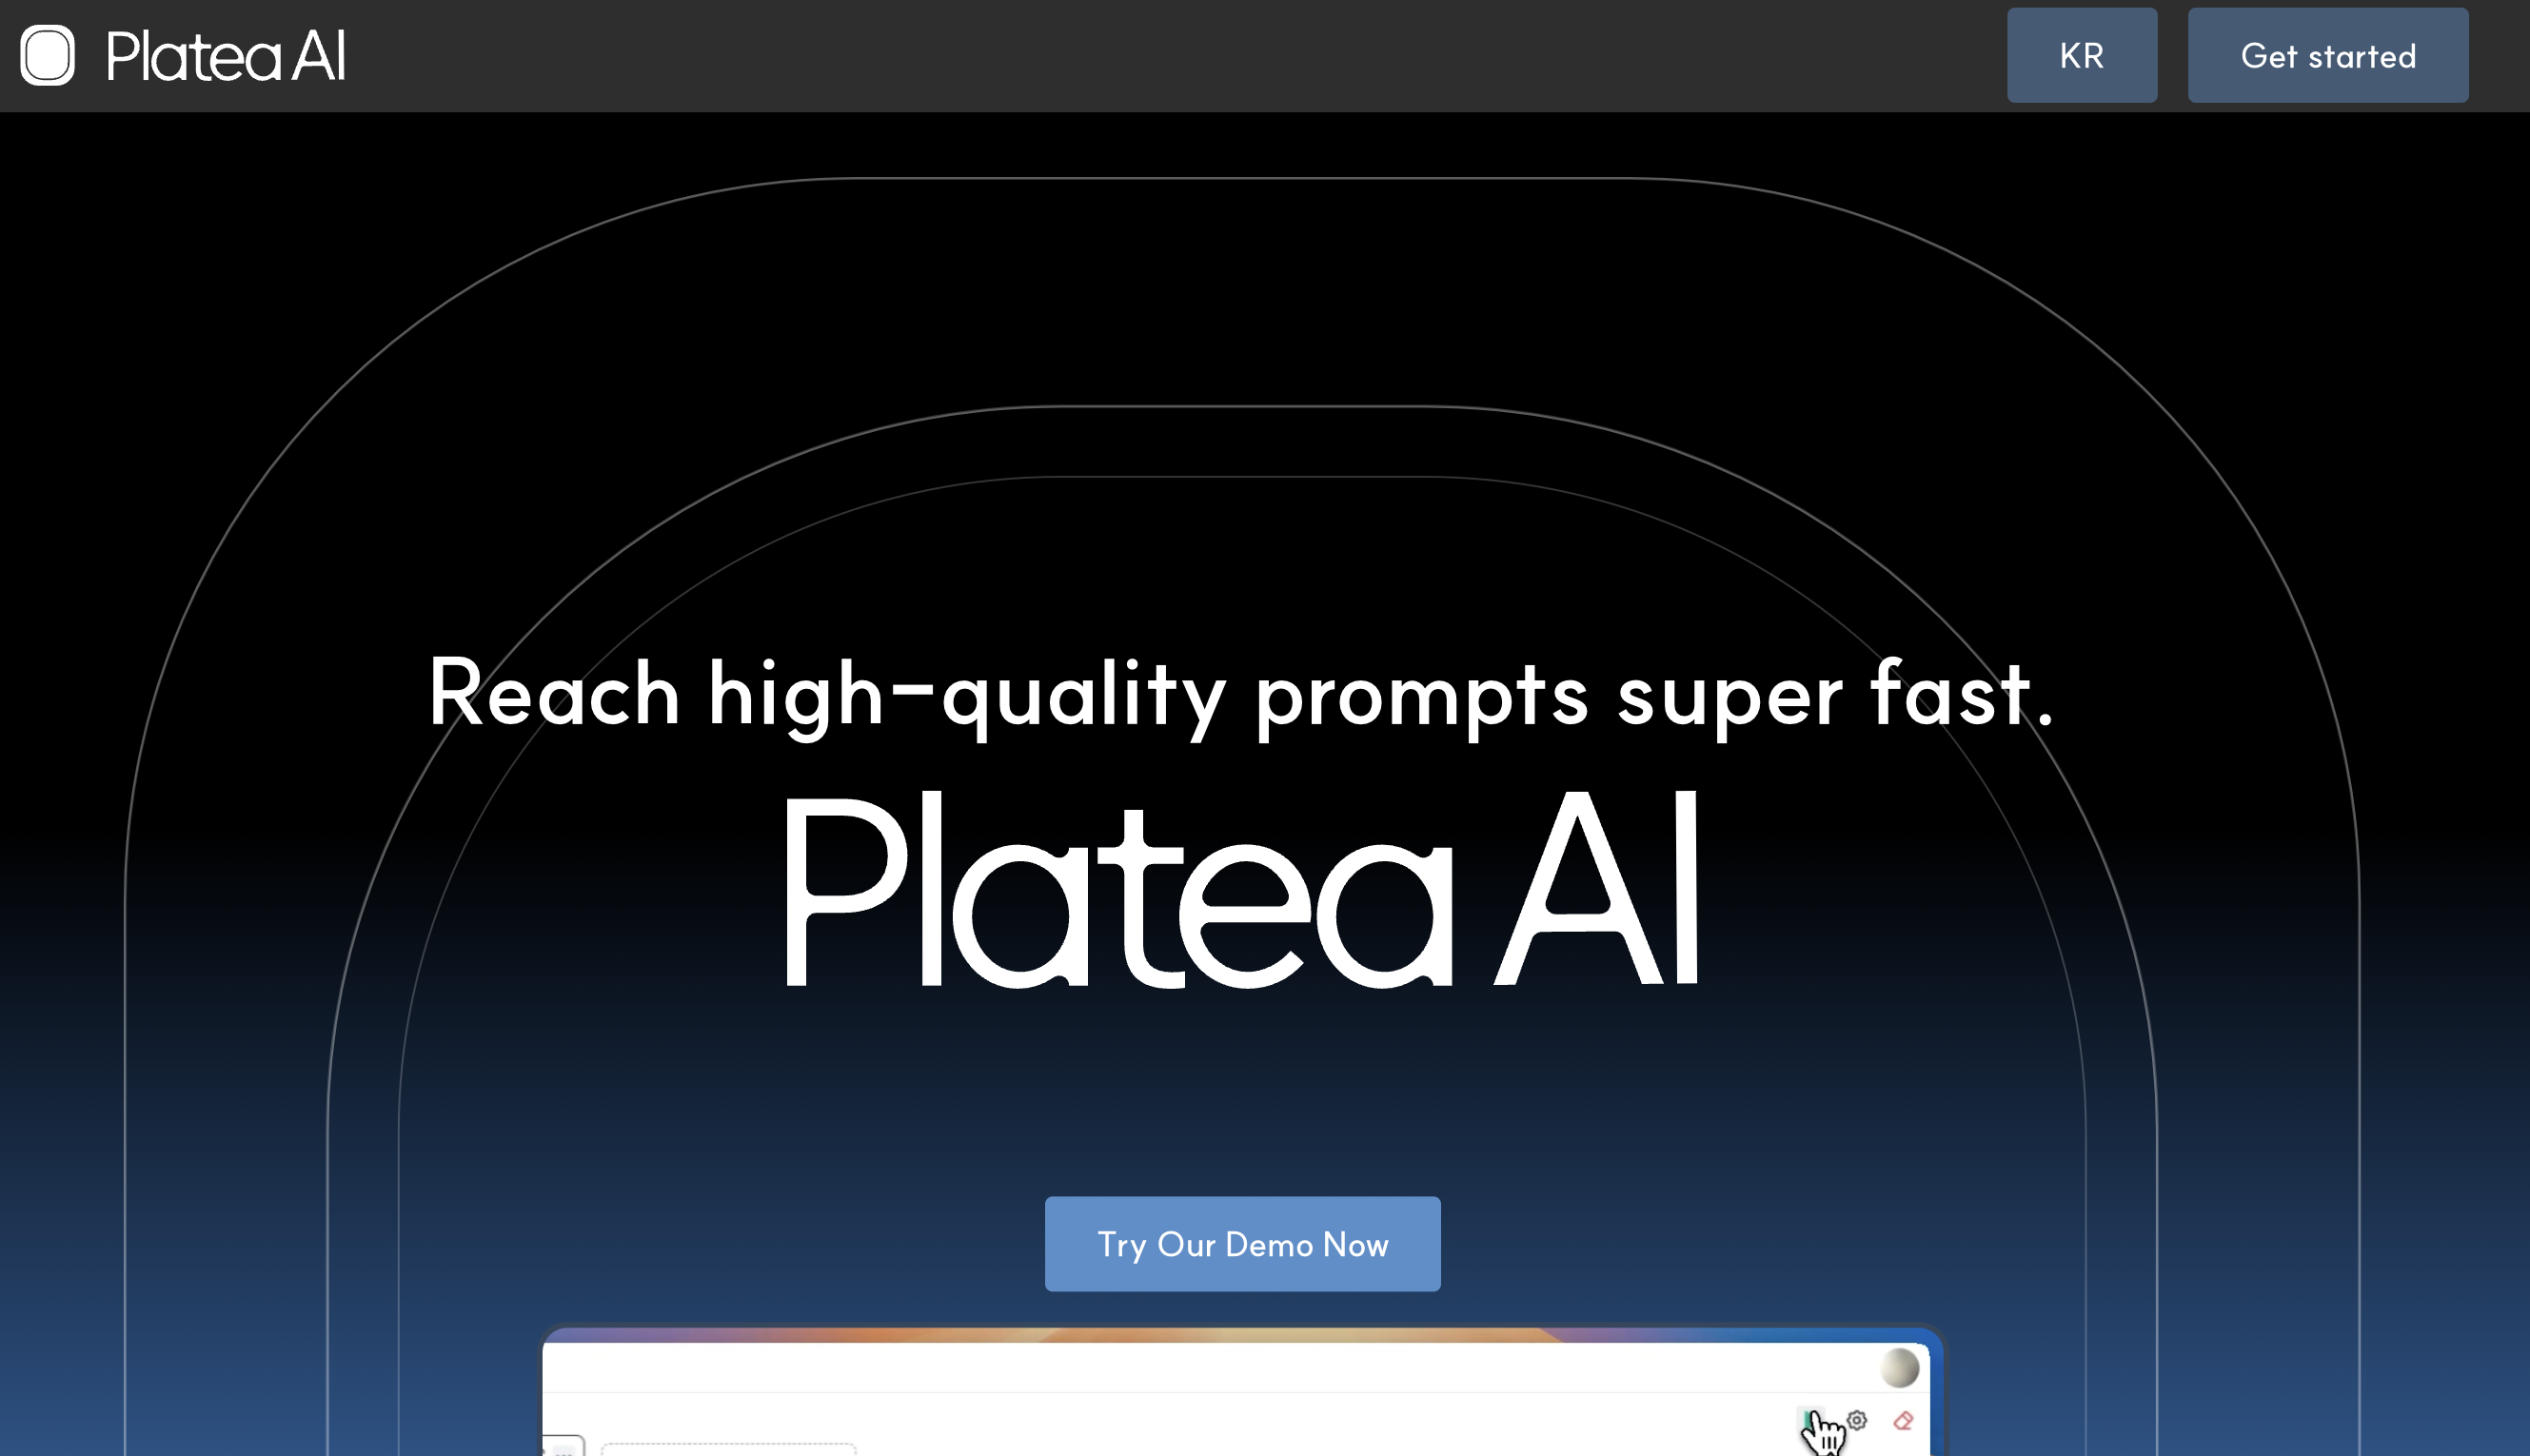 Platea AI
KR
Get started
Reach high-quality prompts super fast.
Platea AI
Try Our Demo Now